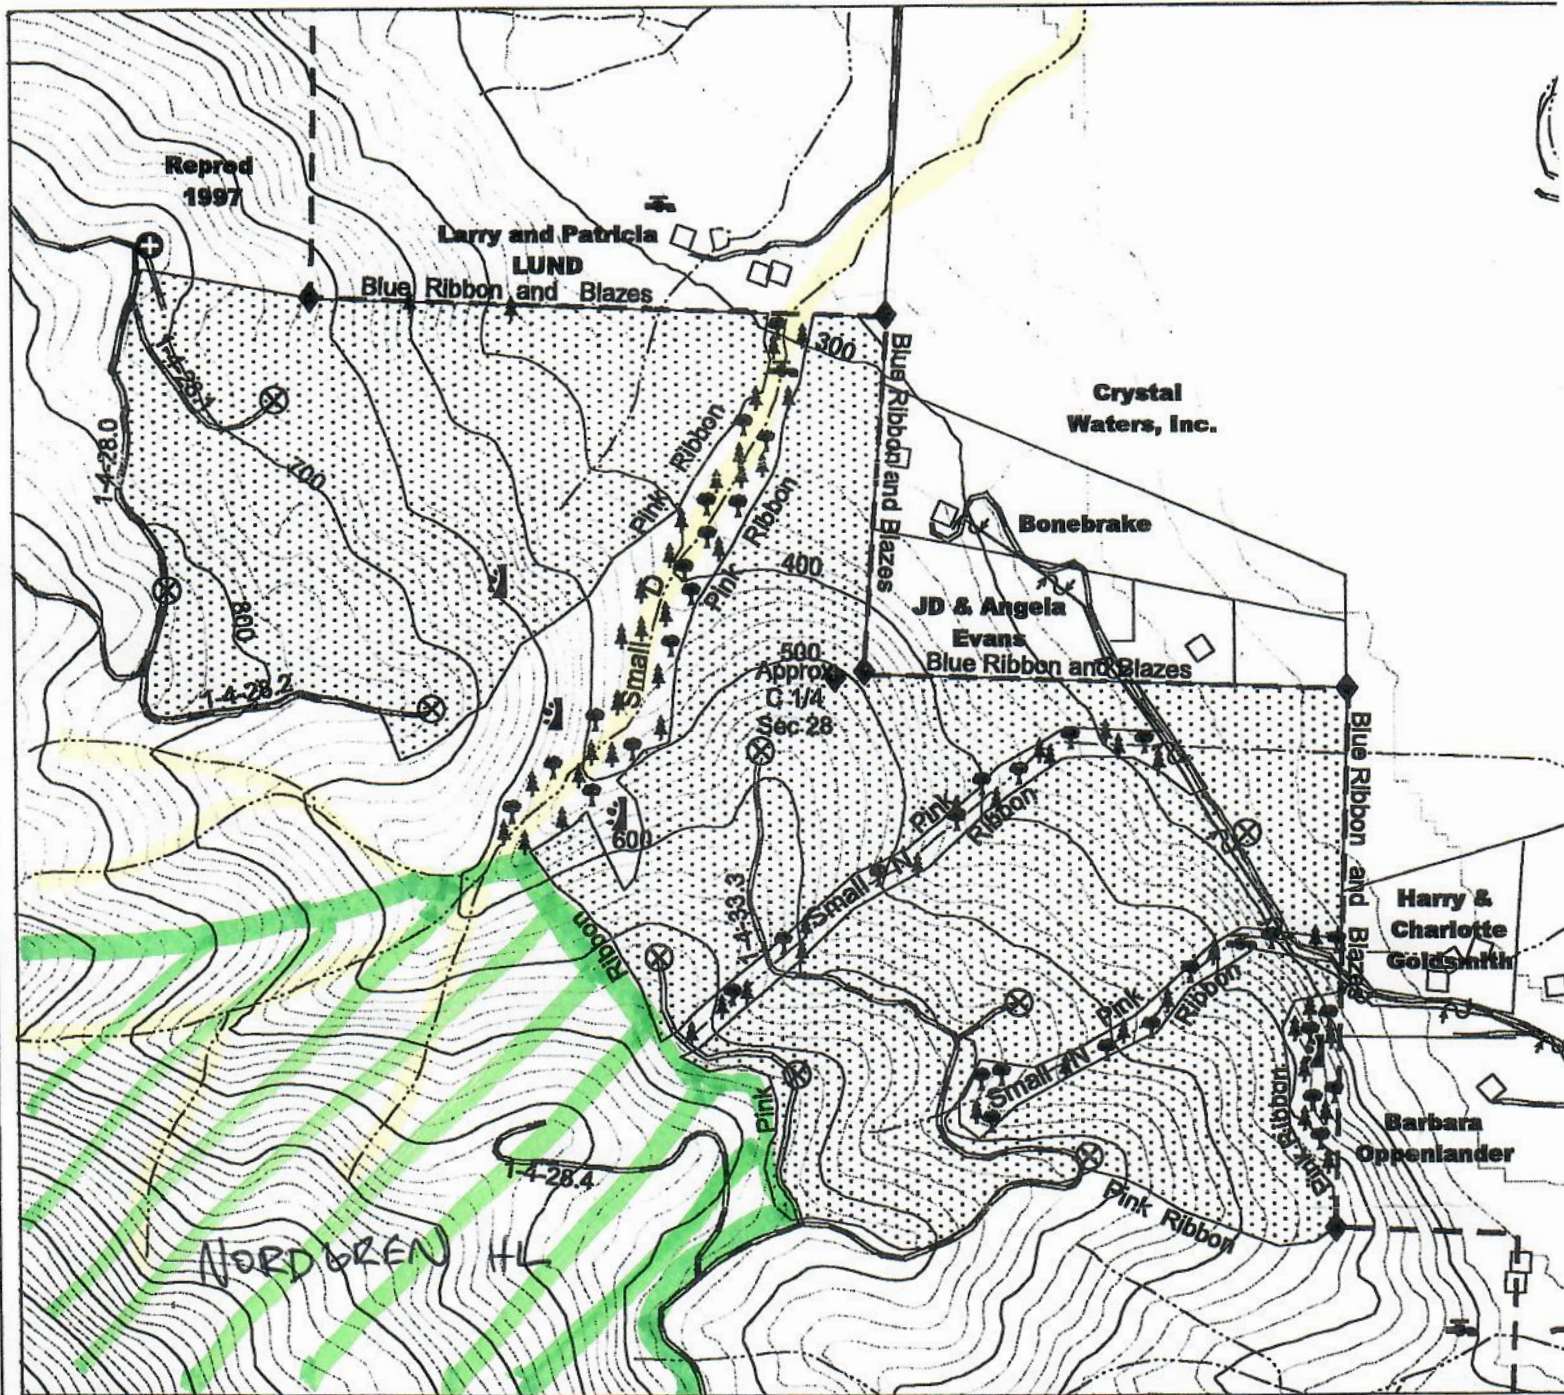 Reprod
1997
Larry and Patricia
LUND
Blue Ribbon and Blazes
300
Blue Ribbon and Blazes
Crystal
Waters, Inc.
1-4-28.1
1-4-28.0
700
Pink Ribbon
Pink Ribbon
Bonebrake
400
JD & Angela
Evans
Blue Ribbon and Blazes
800
Small D
500
Approx
C 1/4
Sec 28
1-4-28.2
Blue Ribbon and Blazes
Pink
Ribbon
600
Small N
1-4-33.3
Harry &
Charlotte
Goldsmith
Pink Ribbon
Pink
Ribbon
Small N
Pink Ribbon
Barbara
Oppenlander
1-4-28.4
Pink Ribbon
NORDGREN HL